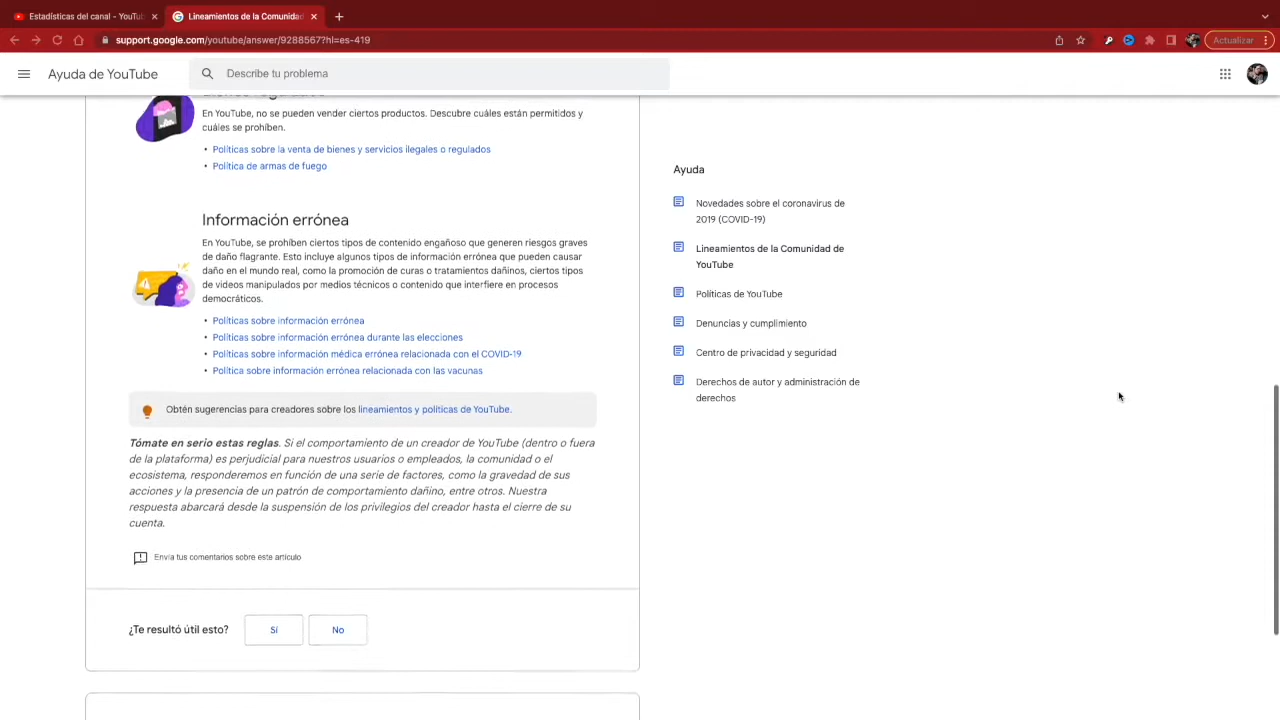 Estadísticas del canal - YouTub
Lineamientos de la Comunidad
support.google.com/youtube/answer/9288567?hl=es-419
Actualizar
Ayuda de YouTube
Describe tu problema
En YouTube, no se pueden vender ciertos productos. Descubre cuáles están permitidos y
cuáles se prohíben.
• Políticas sobre la venta de bienes y servicios ilegales o regulados
• Política de armas de fuego
Información errónea
En YouTube, se prohíben ciertos tipos de contenido engañoso que generen riesgos graves
de daño flagrante. Esto incluye algunos tipos de información errónea que pueden causar
daño en el mundo real, como la promoción de curas o tratamientos dañinos, ciertos tipos
de videos manipulados por medios técnicos o contenido que interfiere en procesos
democráticos.
• Políticas sobre información errónea
• Políticas sobre información errónea durante las elecciones
• Políticas sobre información médica errónea relacionada con el COVID-19
• Política sobre información errónea relacionada con las vacunas
Obtén sugerencias para creadores sobre los lineamientos y políticas de YouTube.
Tómate en serio estas reglas. Si el comportamiento de un creador de YouTube (dentro o fuera
de la plataforma) es perjudicial para nuestros usuarios o empleados, la comunidad o el
ecosistema, responderemos en función de una serie de factores, como la gravedad de sus
acciones y la presencia de un patrón de comportamiento dañino, entre otros. Nuestra
respuesta abarcará desde la suspensión de los privilegios del creador hasta el cierre de su
cuenta.
Envía tus comentarios sobre este artículo
¿Te resultó útil esto?
Sí
No
Ayuda
Novedades sobre el coronavirus de
2019 (COVID-19)
Lineamientos de la Comunidad de
YouTube
Políticas de YouTube
Denuncias y cumplimiento
Centro de privacidad y seguridad
Derechos de autor y administración de
derechos